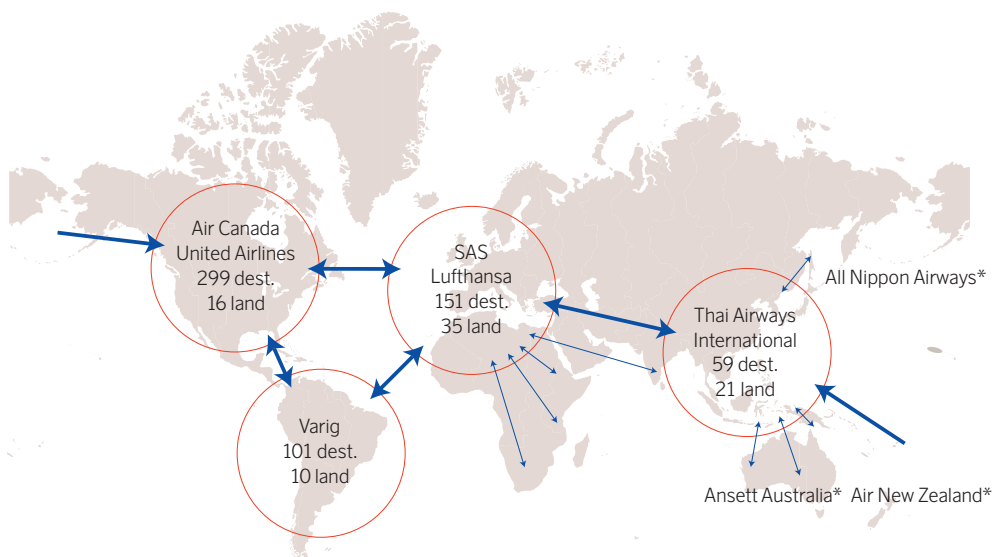 Air Canada
United Airlines
299 dest.
16 land
SAS
Lufthansa
151 dest.
35 land
All Nippon Airways*
Thai Airways
International
59 dest.
21 land
Varig
101 dest.
10 land
Ansett Australia* Air New Zealand*